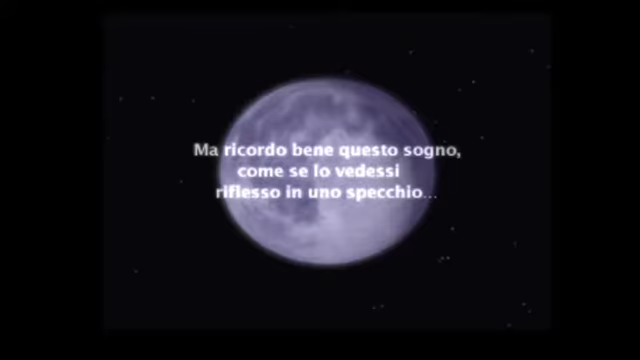 Ma ricordo bene questo sogno,
come se lo vedessi
riflesso in uno specchio...